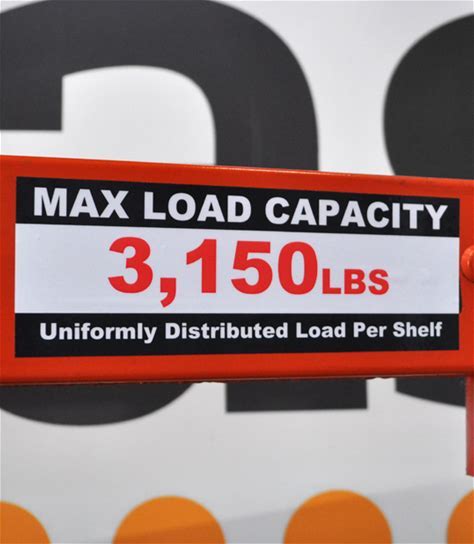 MAX LOAD CAPACITY
3,150LBS
Uniformly Distributed Load Per Shelf